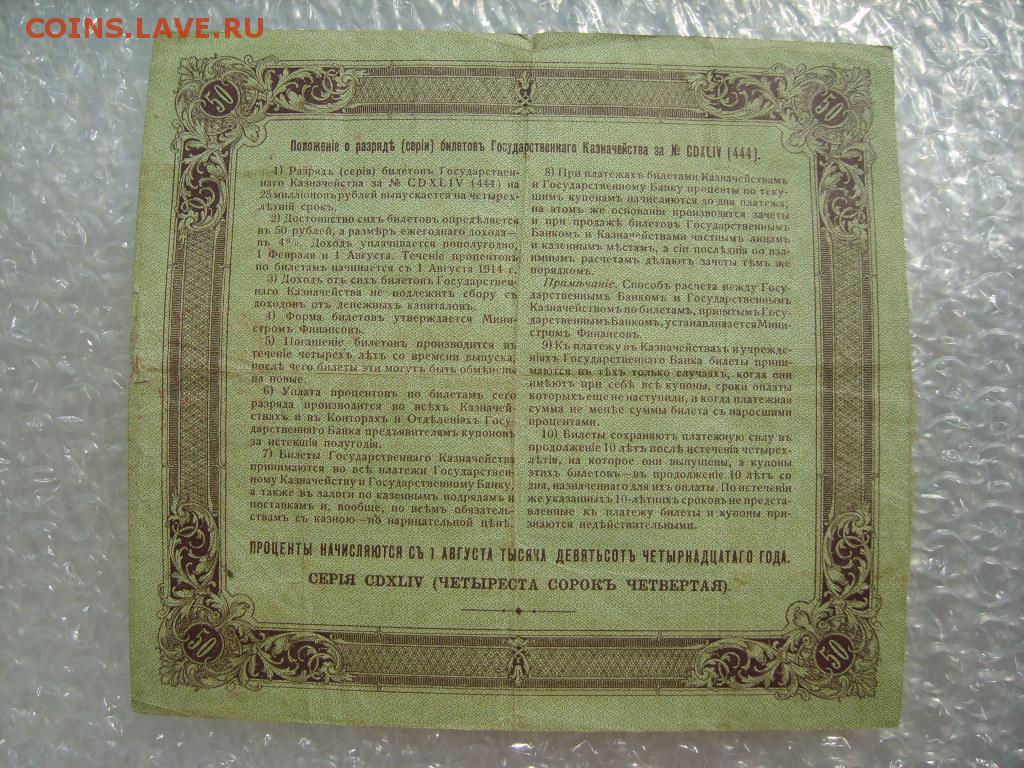 COINS.LAVE.RU
50
50
Положеніе о разрядѣ (серіи) билетовъ Государственнаго Казначейства за № CDXLIV (444).
1) Разрядъ (серія) билетовъ Государствен-
наго Казначейства за № CDXLIV (444) на
25 милліоновъ рублей выпускается на четырех-
лѣтній срокъ.
2) Достоинство сихъ билетовъ опредѣляется
въ 50 рублей, а размѣръ ежегоднаго дохода—
въ 4%. Доходъ уплачивается пополугодно,
1 Февраля и 1 Августа. Теченіе процентовъ
по билетамъ начинается съ 1 Августа 1914 г.
3) Доходъ отъ сихъ билетовъ Государствен-
наго Казначейства не подлежитъ сбору съ
доходовъ отъ денежныхъ капиталовъ.
4) Форма билетовъ утверждается Мини-
стромъ Финансовъ.
5) Погашеніе билетовъ производится въ
теченіе четырехъ лѣтъ со времени выпуска,
послѣ чего билеты эти могутъ быть обмѣнены
на новые.
6) Уплата процентовъ по билетамъ сего
разряда производится во всѣхъ Казначей-
ствахъ и въ Конторахъ и Отдѣленіяхъ Госу-
дарственнаго Банка предъявителямъ купоновъ
за истекшія полугодія.
7) Билеты Государственнаго Казначейства
принимаются во всѣ платежи Государствен-
ному Казначейству и Государственному Банку,
а также въ залоги по казеннымъ подрядамъ и
поставкамъ и, вообще, по всѣмъ обязатель-
ствамъ съ казною—по нарицательной цѣнѣ.
8) При платежахъ билетами Казначействамъ
и Государственному Банку проценты по теку-
щимъ купонамъ начисляются до дня платежа,
на этомъ же основаніи производятся зачеты
и при продажѣ билетовъ Государственнымъ
Банкомъ и Казначействами частнымъ лицамъ
и казеннымъ мѣстамъ, а сіи послѣднія по вза-
имнымъ расчетамъ дѣлаютъ зачеты тѣмъ же
порядкомъ.
Примѣчаніе. Способъ расчета между Госу-
дарственнымъ Банкомъ и Государственнымъ
Казначействомъ по билетамъ, принятымъ Го-
сударственнымъ Банкомъ, устанавливается Мини-
стромъ Финансовъ.
9) Къ платежу въ Казначействахъ и учрежде-
ніяхъ Государственнаго Банка билеты прини-
маются въ тѣхъ только случаяхъ, когда они
имѣютъ при себѣ всѣ купоны, сроки оплаты
которыхъ еще не наступили, и когда платежная
сумма не менѣе суммы билета съ наросшими
процентами.
10) Билеты сохраняютъ платежную силу въ
продолженіе 10 лѣтъ послѣ истеченія четырех-
лѣтія, на которое они выпущены, а купоны
этихъ билетовъ—въ продолженіе 10 лѣтъ со
дня, назначеннаго для ихъ оплаты. По истеченіи
же указанныхъ 10-лѣтнихъ сроковъ не представ-
ленные къ платежу билеты и купоны при-
знаются недѣйствительными.
ПРОЦЕНТЫ НАЧИСЛЯЮТСЯ СЪ 1 АВГУСТА ТЫСЯЧА ДЕВЯТЬСОТЪ ЧЕТЫРНАДЦАТАГО ГОДА.
СЕРІЯ CDXLIV (ЧЕТЫРЕСТА СОРОКЪ ЧЕТВЕРТАЯ).
50
50